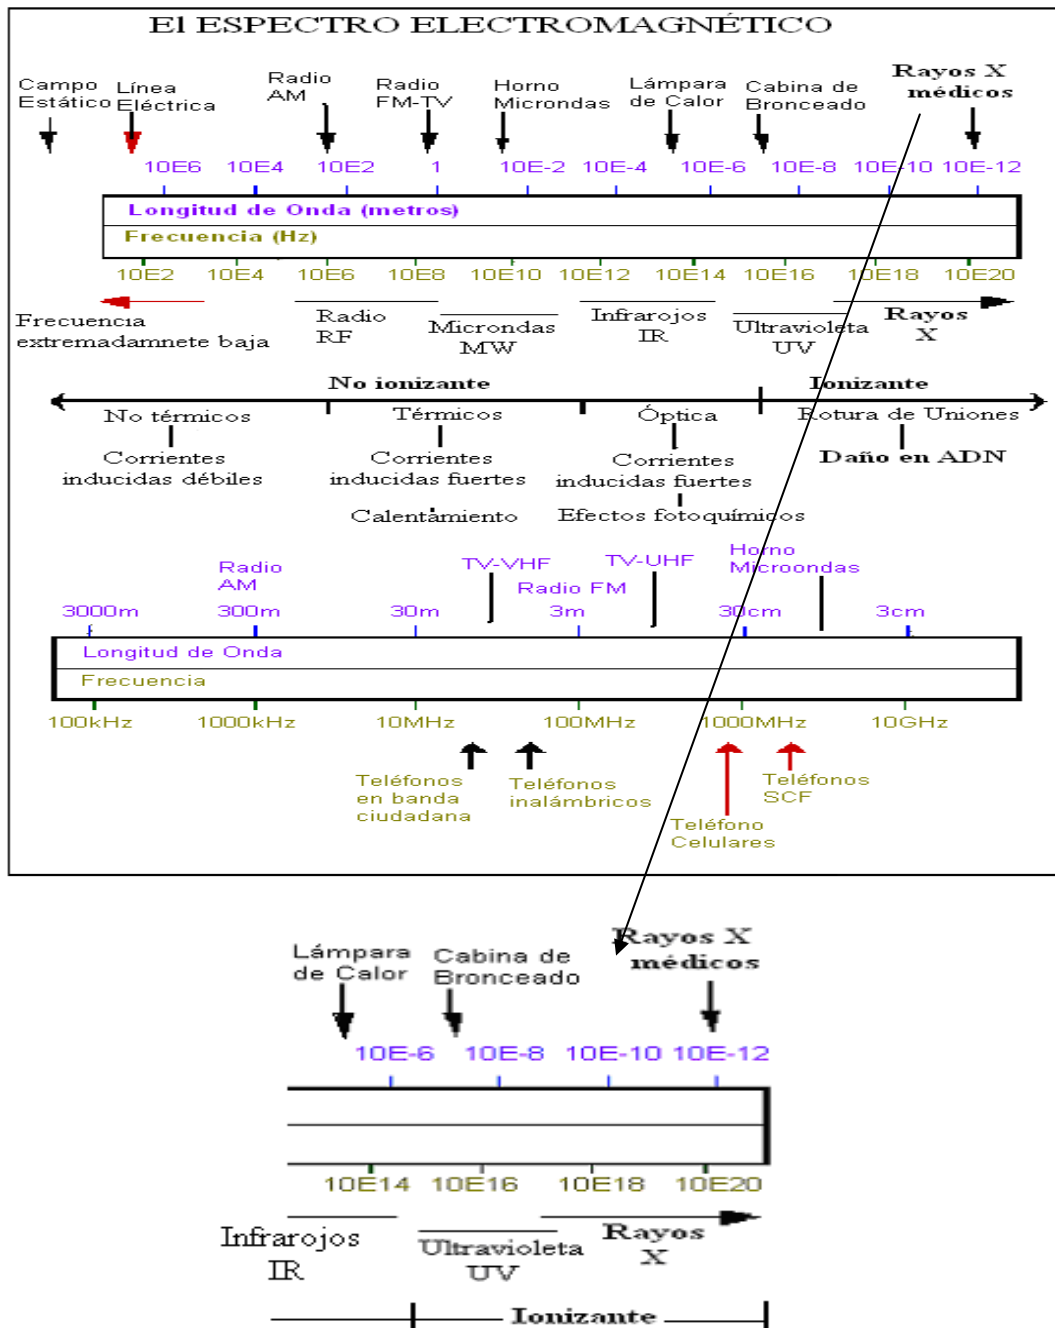 El ESPECTRO ELECTROMAGNÉTICO
Campo
Estático
Línea
Eléctrica
Radio
AM
Radio
FM-TV
Horno
Microndas
Lámpara
de Calor
Cabina de
Bronceado
Rayos X
médicos
10E6 10E4 10E2 1 10E-2 10E-4 10E-6 10E-8 10E-10 10E-12
Longitud de Onda (metros)
Frecuencia (Hz)
10E2 10E4 10E6 10E8 10E10 10E12 10E14 10E16 10E18 10E20
Frecuencia
extremadamnete baja
Radio
RF
Microndas
MW
Infrarojos
IR
Ultravioleta
UV
Rayos
X
No ionizante Ionizante
No térmicos Térmicos Óptica Rotura de Uniones
Corrientes
inducidas débiles
Corrientes
inducidas fuertes
Corrientes
inducidas fuertes
Daño en ADN
Calentamiento Efectos fotoquímicos
Radio
AM
TV-VHF
Radio FM
TV-UHF
Horno
Microondas
3000m 300m 30m 3m 30cm 3cm
Longitud de Onda
Frecuencia
100kHz 1000kHz 10MHz 100MHz 1000MHz 10GHz
Teléfonos
en banda
ciudadana
Teléfonos
inalámbricos
Teléfono
Celulares
Teléfonos
SCF
Lámpara
de Calor
Cabina de
Bronceado
Rayos X
médicos
10E-6 10E-8 10E-10 10E-12
10E14 10E16 10E18 10E20
Infrarojos
IR
Ultravioleta
UV
Rayos
X
Ionizante